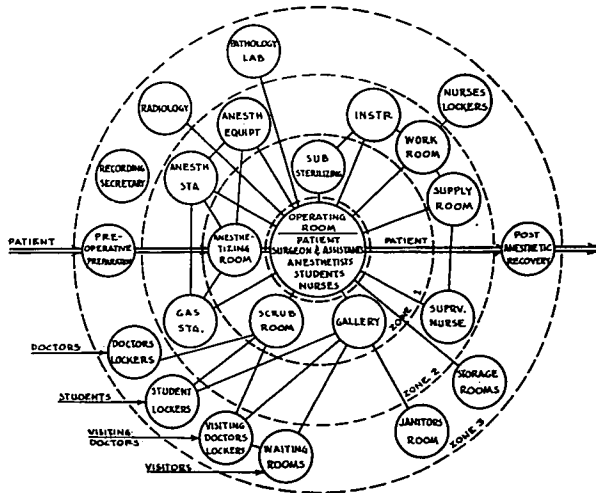 PATHOLOGY
LAB
RADIOLOGY
ANESTH
EQUIPT
INSTR
NURSES
LOCKERS
WORK
ROOM
RECORDING
SECRETARY
ANESTH
STA
SUB
STERILIZING
SUPPLY
ROOM
PATIENT
PRE-
OPERATIVE
PREPARATION
ANESTHE-
TIZING
ROOM
OPERATING
ROOM
PATIENT
SURGEON & ASSISTANTS
ANESTHETISTS
STUDENTS
NURSES
PATIENT
POST
ANESTHETIC
RECOVERY
GAS
STG.
SCRUB
ROOM
GALLERY
ZONE 1
SUPRV.
NURSE
DOCTORS
DOCTORS
LOCKERS
ZONE 2
STORAGE
ROOMS
STUDENTS
STUDENT
LOCKERS
VISITING
DOCTORS
VISITING
DOCTORS
LOCKERS
WAITING
ROOMS
VISITORS
JANITORS
ROOM
ZONE 3